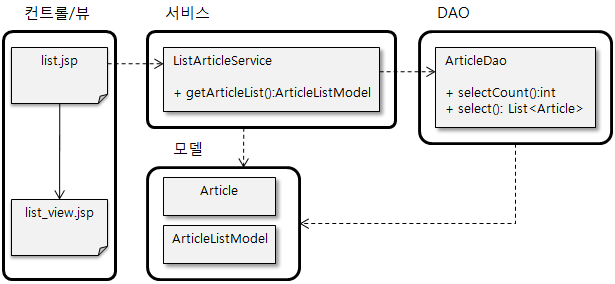 컨트롤/뷰
서비스
DAO
list.jsp
ListArticleService
+ getArticleList():ArticleListModel
ArticleDao
+ selectCount():int
+ select(): List<Article>
모델
list_view.jsp
Article
ArticleListModel